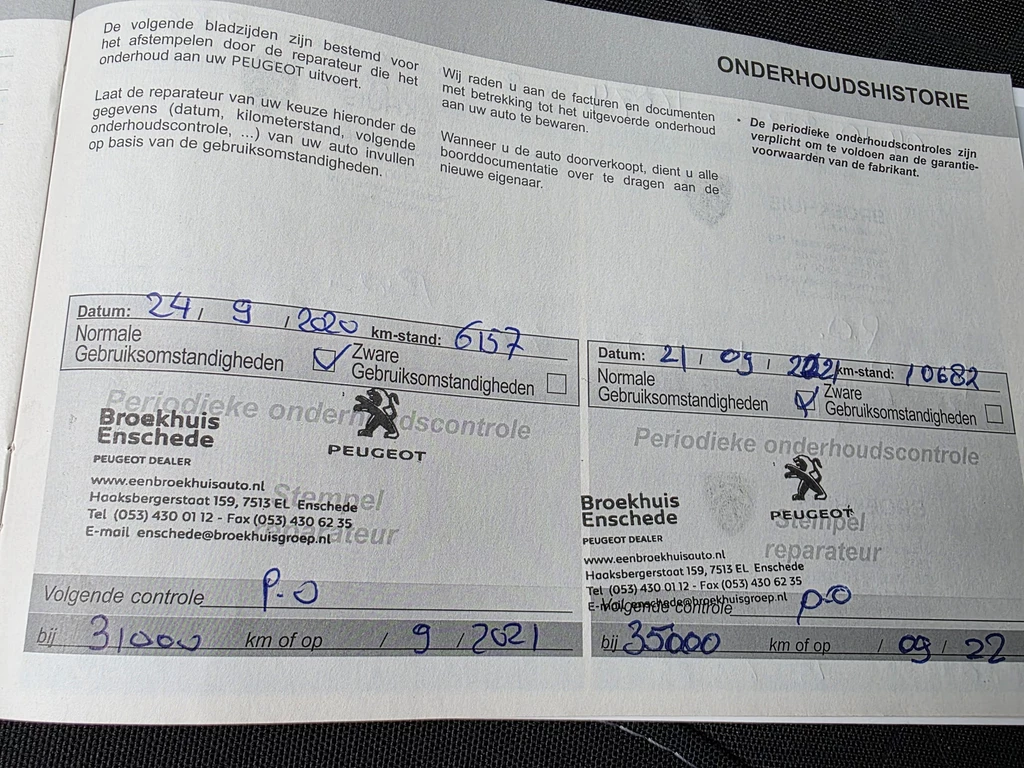 ONDERHOUDSHISTORIE
De volgende bladzijden zijn bestemd voor
het afstempelen door de reparateur die het
onderhoud aan uw PEUGEOT uitvoert.
Laat de reparateur van uw keuze hieronder de
gegevens (datum, kilometerstand, volgende
onderhoudscontrole, ...) van uw auto invullen
op basis van de gebruiksomstandigheden.
Wij raden u aan de facturen en documenten
met betrekking tot het uitgevoerde onderhoud
aan uw auto te bewaren.
Wanneer u de auto doorverkoopt, dient u alle
boorddocumentatie over te dragen aan de
nieuwe eigenaar.
• De periodieke onderhoudscontroles zijn
verplicht om te voldoen aan de garantie-
voorwaarden van de fabrikant.
Datum: 24 / 9 / 2020 km-stand: 6157
Normale
Gebruiksomstandigheden
Zware
Gebruiksomstandigheden
Periodieke onderhoudscontrole
Broekhuis
Enschede
PEUGEOT DEALER
PEUGEOT
www.eenbroekhuisauto.nl
Haaksbergerstaat 159, 7513 EL Enschede
Tel (053) 430 01 12 - Fax (053) 430 62 35
E-mail enschede@broekhuisgroep.nl
Stempel
reparateur
Volgende controle P.O
bij 31000 km of op / 9 / 2021
Datum: 21 / 09 / 2021 km-stand: 10682
Normale
Gebruiksomstandigheden
Zware
Gebruiksomstandigheden
Periodieke onderhoudscontrole
Broekhuis
Enschede
PEUGEOT DEALER
PEUGEOT
www.eenbroekhuisauto.nl
Haaksbergerstaat 159, 7513 EL Enschede
Tel (053) 430 01 12 - Fax (053) 430 62 35
E-mail enschede@broekhuisgroep.nl
Stempel
reparateur
Volgende controle P.O
bij 35000 km of op / 09 / 22